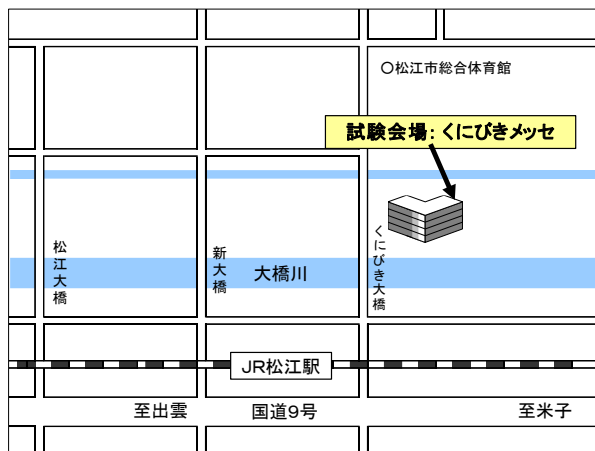 ○松江市総合体育館
試験会場：くにびきメッセ
松江大橋
新大橋
大橋川
くにびき大橋
JR松江駅
至出雲
国道9号
至米子